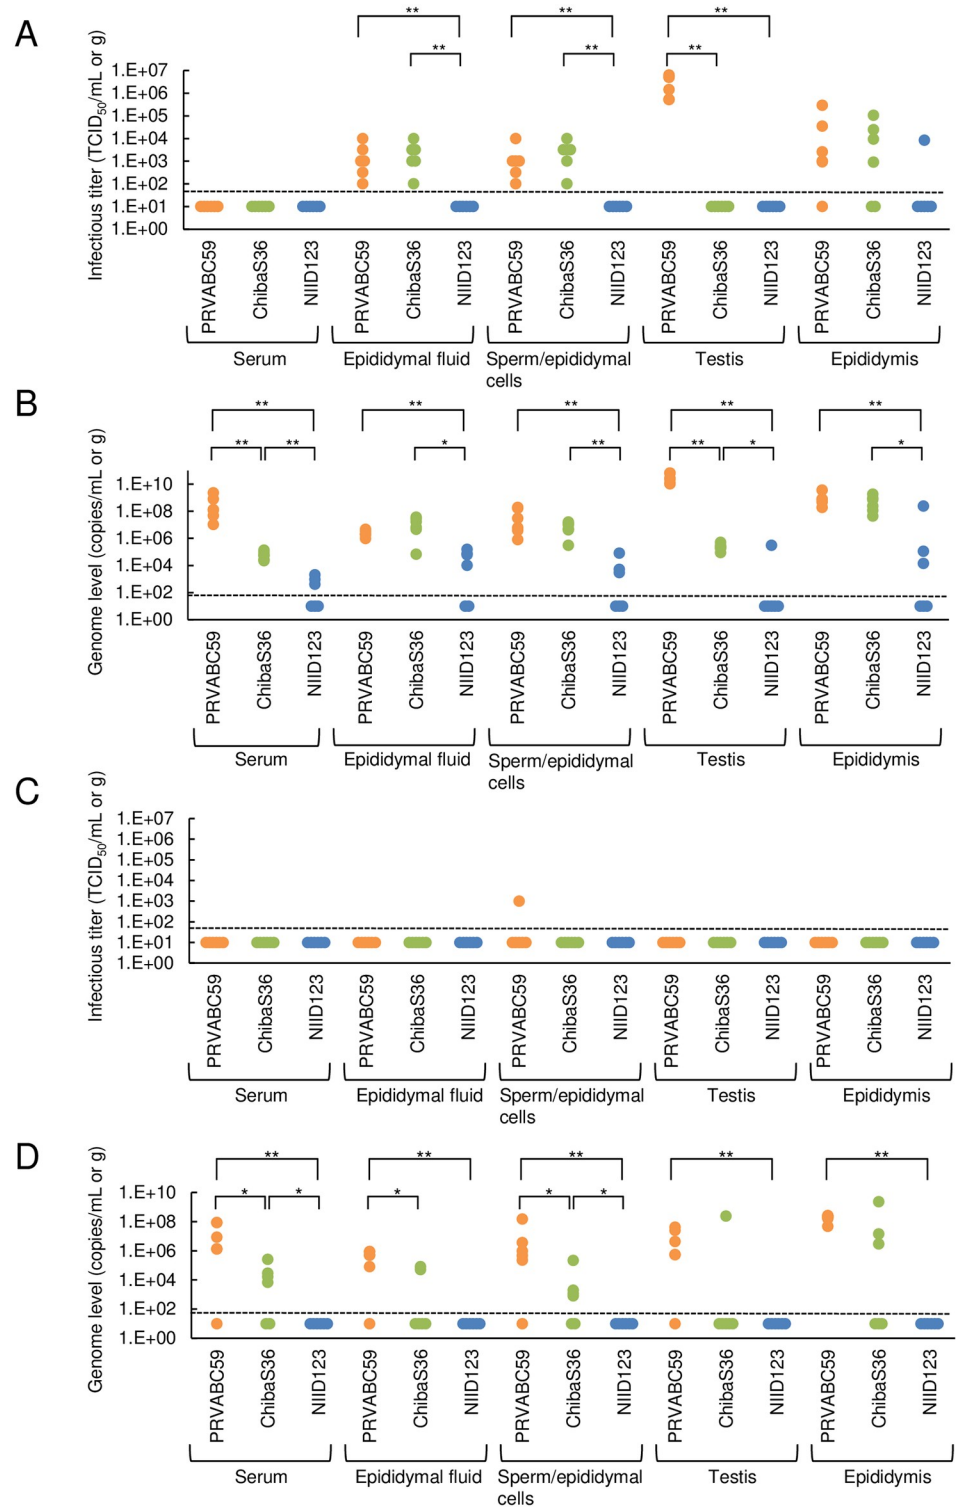 A
** ** **
** ** **
Infectious titer (TCID50/mL or g)
1.E+07
1.E+06
1.E+05
1.E+04
1.E+03
1.E+02
1.E+01
1.E+00
PRVABC59 ChibaS36 NIID123 PRVABC59 ChibaS36 NIID123 PRVABC59 ChibaS36 NIID123 PRVABC59 ChibaS36 NIID123 PRVABC59 ChibaS36 NIID123
Serum Epididymal fluid Sperm/epididymal Testis Epididymis
cells
B
** ** ** ** **
** ** * ** ** * *
Genome level (copies/mL or g)
1.E+10
1.E+08
1.E+06
1.E+04
1.E+02
1.E+00
PRVABC59 ChibaS36 NIID123 PRVABC59 ChibaS36 NIID123 PRVABC59 ChibaS36 NIID123 PRVABC59 ChibaS36 NIID123 PRVABC59 ChibaS36 NIID123
Serum Epididymal fluid Sperm/epididymal Testis Epididymis
cells
C
Infectious titer (TCID50/mL or g)
1.E+07
1.E+06
1.E+05
1.E+04
1.E+03
1.E+02
1.E+01
1.E+00
PRVABC59 ChibaS36 NIID123 PRVABC59 ChibaS36 NIID123 PRVABC59 ChibaS36 NIID123 PRVABC59 ChibaS36 NIID123 PRVABC59 ChibaS36 NIID123
Serum Epididymal fluid Sperm/epididymal Testis Epididymis
cells
D
** ** ** ** **
* * * * *
Genome level (copies/mL or g)
1.E+10
1.E+08
1.E+06
1.E+04
1.E+02
1.E+00
PRVABC59 ChibaS36 NIID123 PRVABC59 ChibaS36 NIID123 PRVABC59 ChibaS36 NIID123 PRVABC59 ChibaS36 NIID123 PRVABC59 ChibaS36 NIID123
Serum Epididymal fluid Sperm/epididymal Testis Epididymis
cells